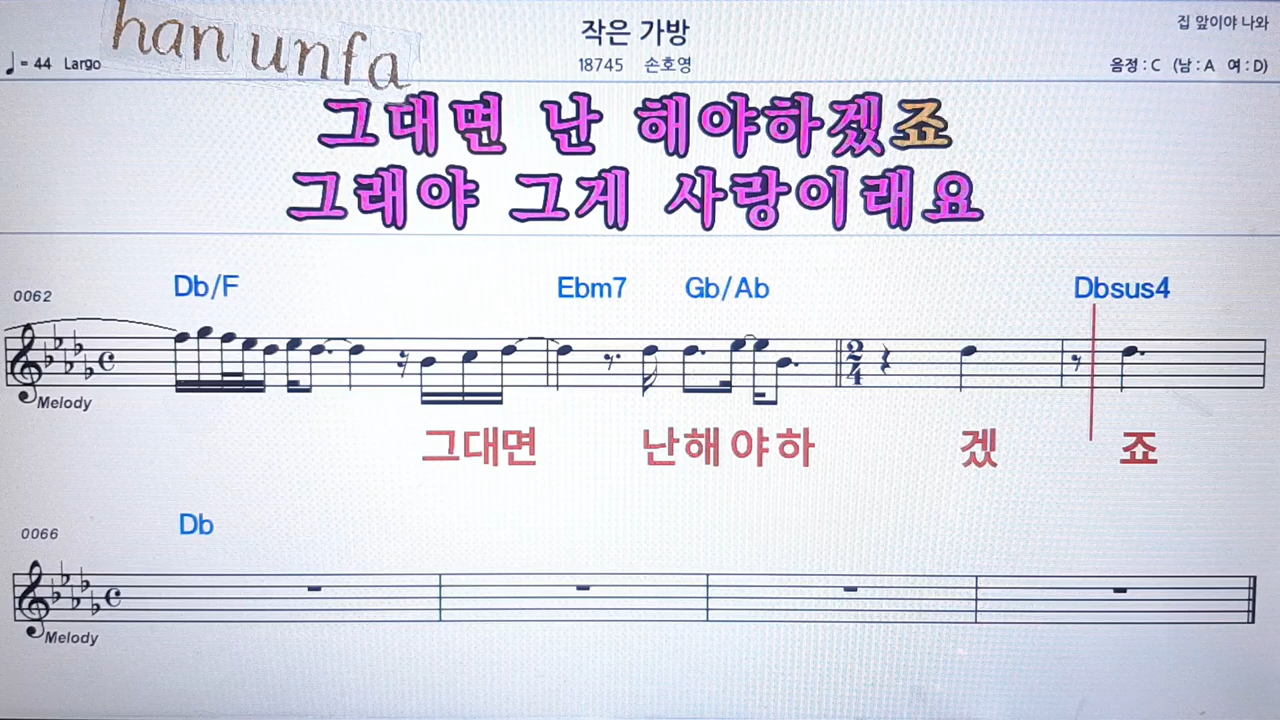 han unfa
작은 가방
집 앞이야 나와
♩= 44 Largo
18745 손호영
음정 : C (남 : A 여 : D)
그대면 난 해야하겠죠
그래야 그게 사랑이래요
0062
Db/F Ebm7 Gb/Ab Dbsus4
2
4
Melody
그대면 난해야하 겠 죠
0066
Db
Melody